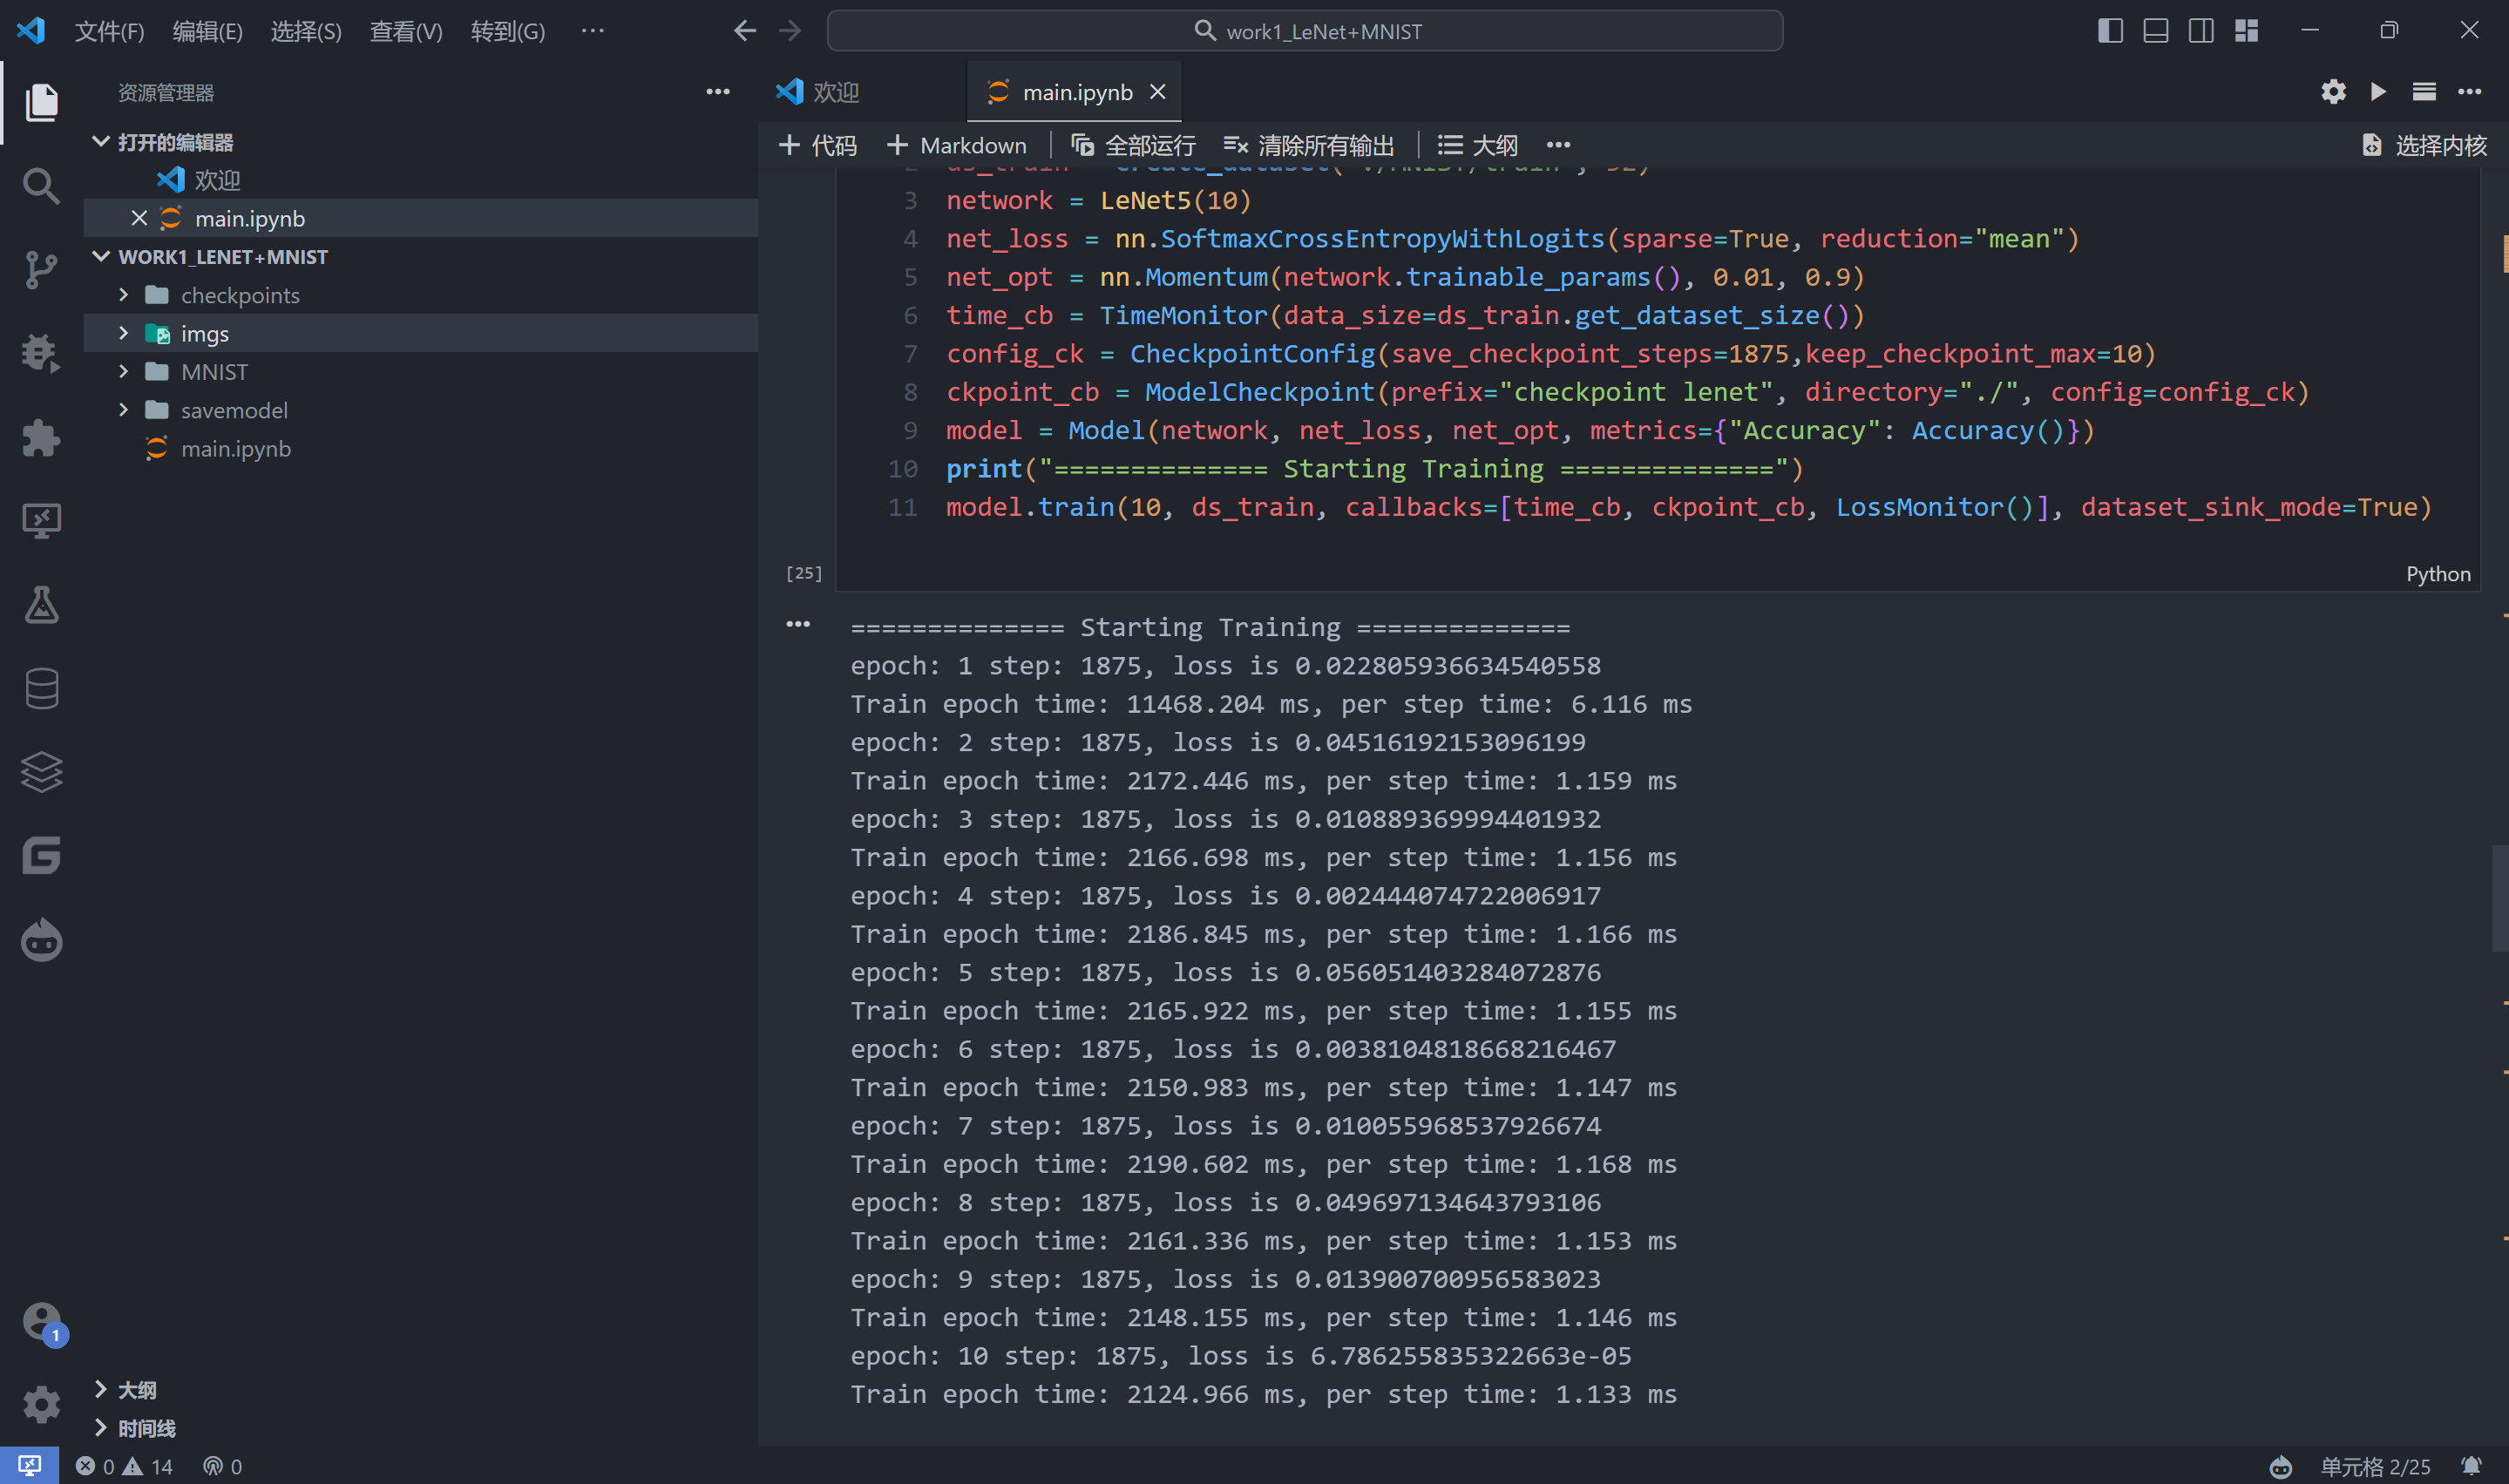 文件(F) 编辑(E) 选择(S) 查看(V) 转到(G) ···
work1_LeNet+MNIST
资源管理器
打开的编辑器
欢迎
main.ipynb
WORK1_LENET+MNIST
checkpoints
imgs
MNIST
savemodel
main.ipynb
大纲
时间线
1
欢迎 main.ipynb
代码 Markdown 全部运行 清除所有输出 大纲 选择内核
3 network = LeNet5(10)
4 net_loss = nn.SoftmaxCrossEntropyWithLogits(sparse=True, reduction="mean")
5 net_opt = nn.Momentum(network.trainable_params(), 0.01, 0.9)
6 time_cb = TimeMonitor(data_size=ds_train.get_dataset_size())
7 config_ck = CheckpointConfig(save_checkpoint_steps=1875,keep_checkpoint_max=10)
8 ckpoint_cb = ModelCheckpoint(prefix="checkpoint lenet", directory="./", config=config_ck)
9 model = Model(network, net_loss, net_opt, metrics={"Accuracy": Accuracy()})
10 print("============== Starting Training ==============")
11 model.train(10, ds_train, callbacks=[time_cb, ckpoint_cb, LossMonitor()], dataset_sink_mode=True)
[25]
Python
============== Starting Training ==============
epoch: 1 step: 1875, loss is 0.022805936634540558
Train epoch time: 11468.204 ms, per step time: 6.116 ms
epoch: 2 step: 1875, loss is 0.04516192153096199
Train epoch time: 2172.446 ms, per step time: 1.159 ms
epoch: 3 step: 1875, loss is 0.010889369994401932
Train epoch time: 2166.698 ms, per step time: 1.156 ms
epoch: 4 step: 1875, loss is 0.002444074722006917
Train epoch time: 2186.845 ms, per step time: 1.166 ms
epoch: 5 step: 1875, loss is 0.056051403284072876
Train epoch time: 2165.922 ms, per step time: 1.155 ms
epoch: 6 step: 1875, loss is 0.0038104818668216467
Train epoch time: 2150.983 ms, per step time: 1.147 ms
epoch: 7 step: 1875, loss is 0.010055968537926674
Train epoch time: 2190.602 ms, per step time: 1.168 ms
epoch: 8 step: 1875, loss is 0.049697134643793106
Train epoch time: 2161.336 ms, per step time: 1.153 ms
epoch: 9 step: 1875, loss is 0.013900700956583023
Train epoch time: 2148.155 ms, per step time: 1.146 ms
epoch: 10 step: 1875, loss is 6.786255835322663e-05
Train epoch time: 2124.966 ms, per step time: 1.133 ms
0 14 0
单元格 2/25